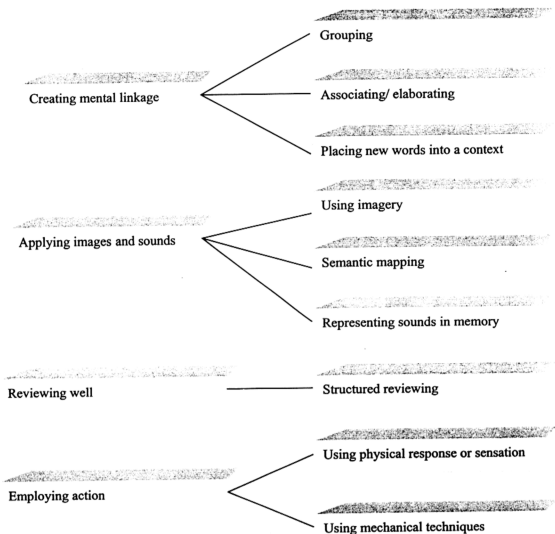 Grouping
Creating mental linkage
Associating/ elaborating
Placing new words into a context
Using imagery
Applying images and sounds
Semantic mapping
Representing sounds in memory
Reviewing well
Structured reviewing
Using physical response or sensation
Employing action
Using mechanical techniques